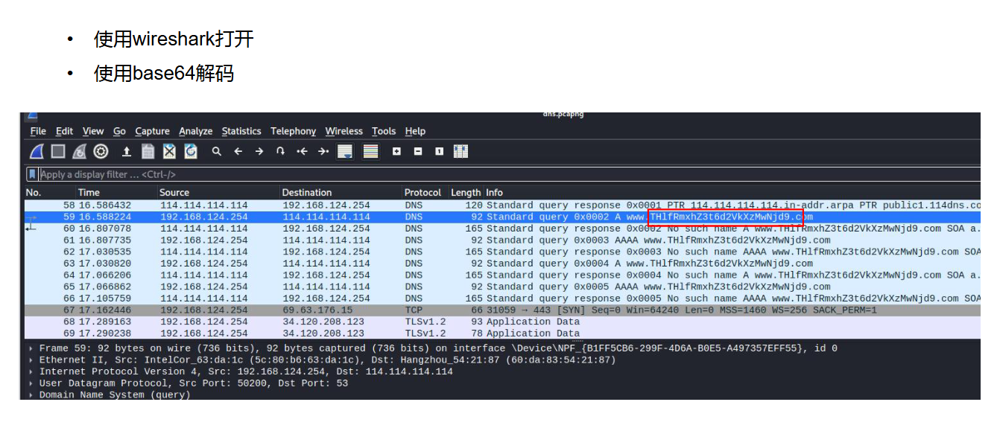 • 使用wireshark打开
• 使用base64解码
dns.pcapng
File Edit View Go Capture Analyze Statistics Telephony Wireless Tools Help
Apply a display filter … <Ctrl-/>
No. Time Source Destination Protocol Length Info
58 16.586432 114.114.114.114 192.168.124.254 DNS 120 Standard query response 0x0001 PTR 114.114.114.114.in-addr.arpa PTR public1.114dns.co
59 16.588224 192.168.124.254 114.114.114.114 DNS 92 Standard query 0x0002 A www.THlfRmxhZ3t6d2VkXzMwNjd9.com
60 16.807078 114.114.114.114 192.168.124.254 DNS 165 Standard query response 0x0002 No such name A www.THlfRmxhZ3t6d2VkXzMwNjd9.com SOA a.
61 16.807735 192.168.124.254 114.114.114.114 DNS 92 Standard query 0x0003 AAAA www.THlfRmxhZ3t6d2VkXzMwNjd9.com
62 17.030535 114.114.114.114 192.168.124.254 DNS 165 Standard query response 0x0003 No such name AAAA www.THlfRmxhZ3t6d2VkXzMwNjd9.com SOA
63 17.030820 192.168.124.254 114.114.114.114 DNS 92 Standard query 0x0004 A www.THlfRmxhZ3t6d2VkXzMwNjd9.com
64 17.066206 114.114.114.114 192.168.124.254 DNS 165 Standard query response 0x0004 No such name A www.THlfRmxhZ3t6d2VkXzMwNjd9.com SOA a.
65 17.066862 192.168.124.254 114.114.114.114 DNS 92 Standard query 0x0005 AAAA www.THlfRmxhZ3t6d2VkXzMwNjd9.com
66 17.105759 114.114.114.114 192.168.124.254 DNS 165 Standard query response 0x0005 No such name AAAA www.THlfRmxhZ3t6d2VkXzMwNjd9.com SOA
67 17.162446 192.168.124.254 69.63.176.15 TCP 66 31059 → 443 [SYN] Seq=0 Win=64240 Len=0 MSS=1460 WS=256 SACK_PERM=1
68 17.289163 192.168.124.254 34.120.208.123 TLSv1.2 93 Application Data
69 17.290238 192.168.124.254 34.120.208.123 TLSv1.2 78 Application Data
Frame 59: 92 bytes on wire (736 bits), 92 bytes captured (736 bits) on interface \Device\NPF_{B1FF5CB6-299F-4D6A-B0E5-A497357EFF55}, id 0
Ethernet II, Src: IntelCor_63:da:1c (5c:80:b6:63:da:1c), Dst: Hangzhou_54:21:87 (60:da:83:54:21:87)
Internet Protocol Version 4, Src: 192.168.124.254, Dst: 114.114.114.114
User Datagram Protocol, Src Port: 50200, Dst Port: 53
Domain Name System (query)